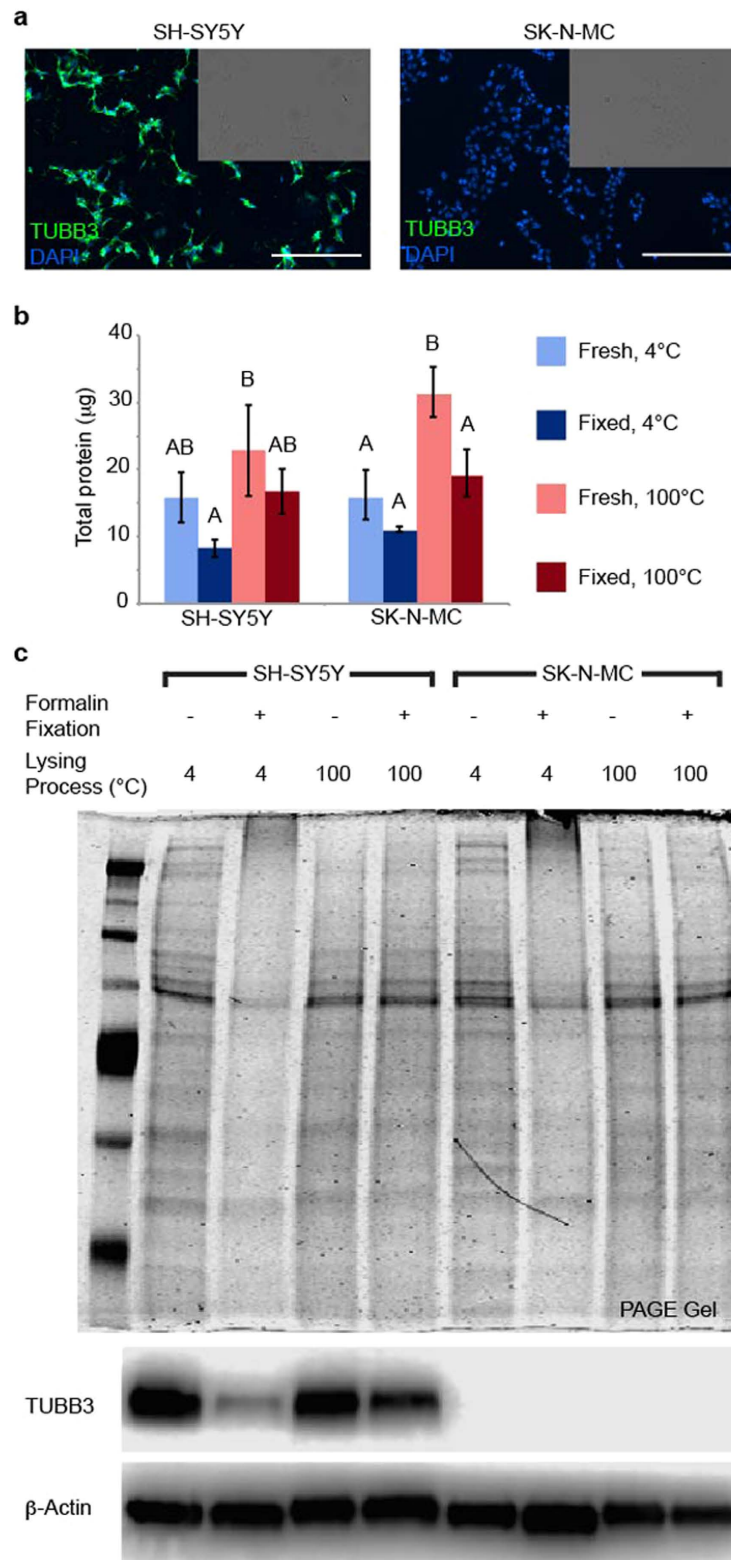 a
SH-SY5Y SK-N-MC
TUBB3
DAPI
TUBB3
DAPI
b
Total protein (µg)
40
30
20
10
0
AB A B AB A A B A
SH-SY5Y SK-N-MC
Fresh, 4°C
Fixed, 4°C
Fresh, 100°C
Fixed, 100°C
c
SH-SY5Y SK-N-MC
Formalin
Fixation - + - + - + - +
Lysing
Process (°C) 4 4 100 100 4 4 100 100
PAGE Gel
TUBB3
β-Actin